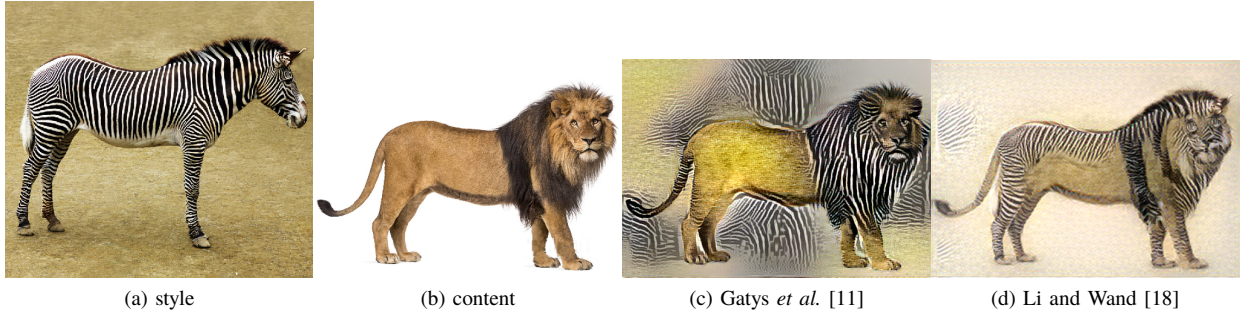 (a) style
(b) content
(c) Gatys et al. [11]
(d) Li and Wand [18]